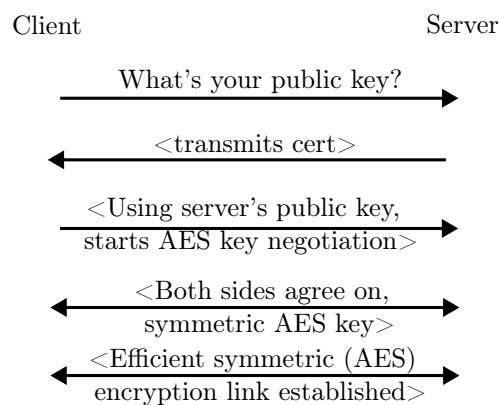 Client Server
What's your public key?
<transmits cert>
<Using server's public key,
starts AES key negotiation>
<Both sides agree on,
symmetric AES key>
<Efficient symmetric (AES)
encryption link established>